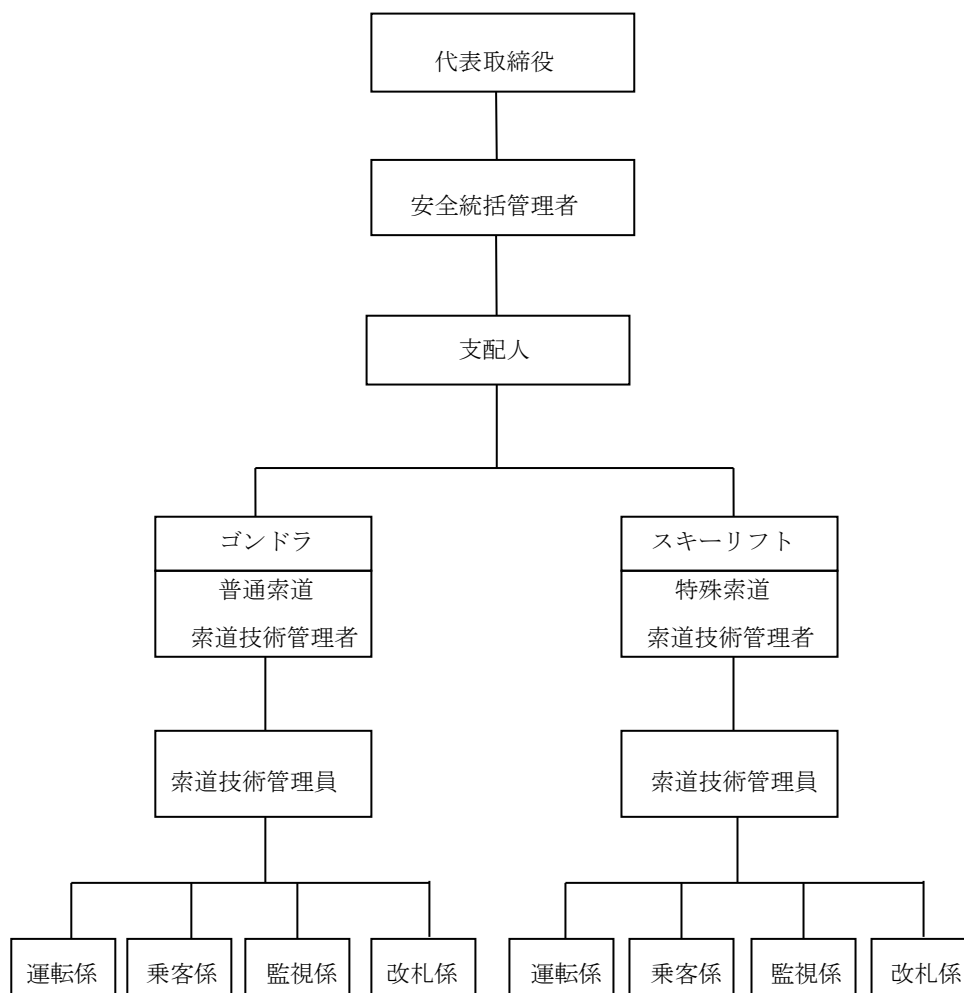 代表取締役
安全統括管理者
支配人
ゴンドラ
普通索道
索道技術管理者
スキーリフト
特殊索道
索道技術管理者
索道技術管理員
索道技術管理員
運転係
乗客係
監視係
改札係
運転係
乗客係
監視係
改札係